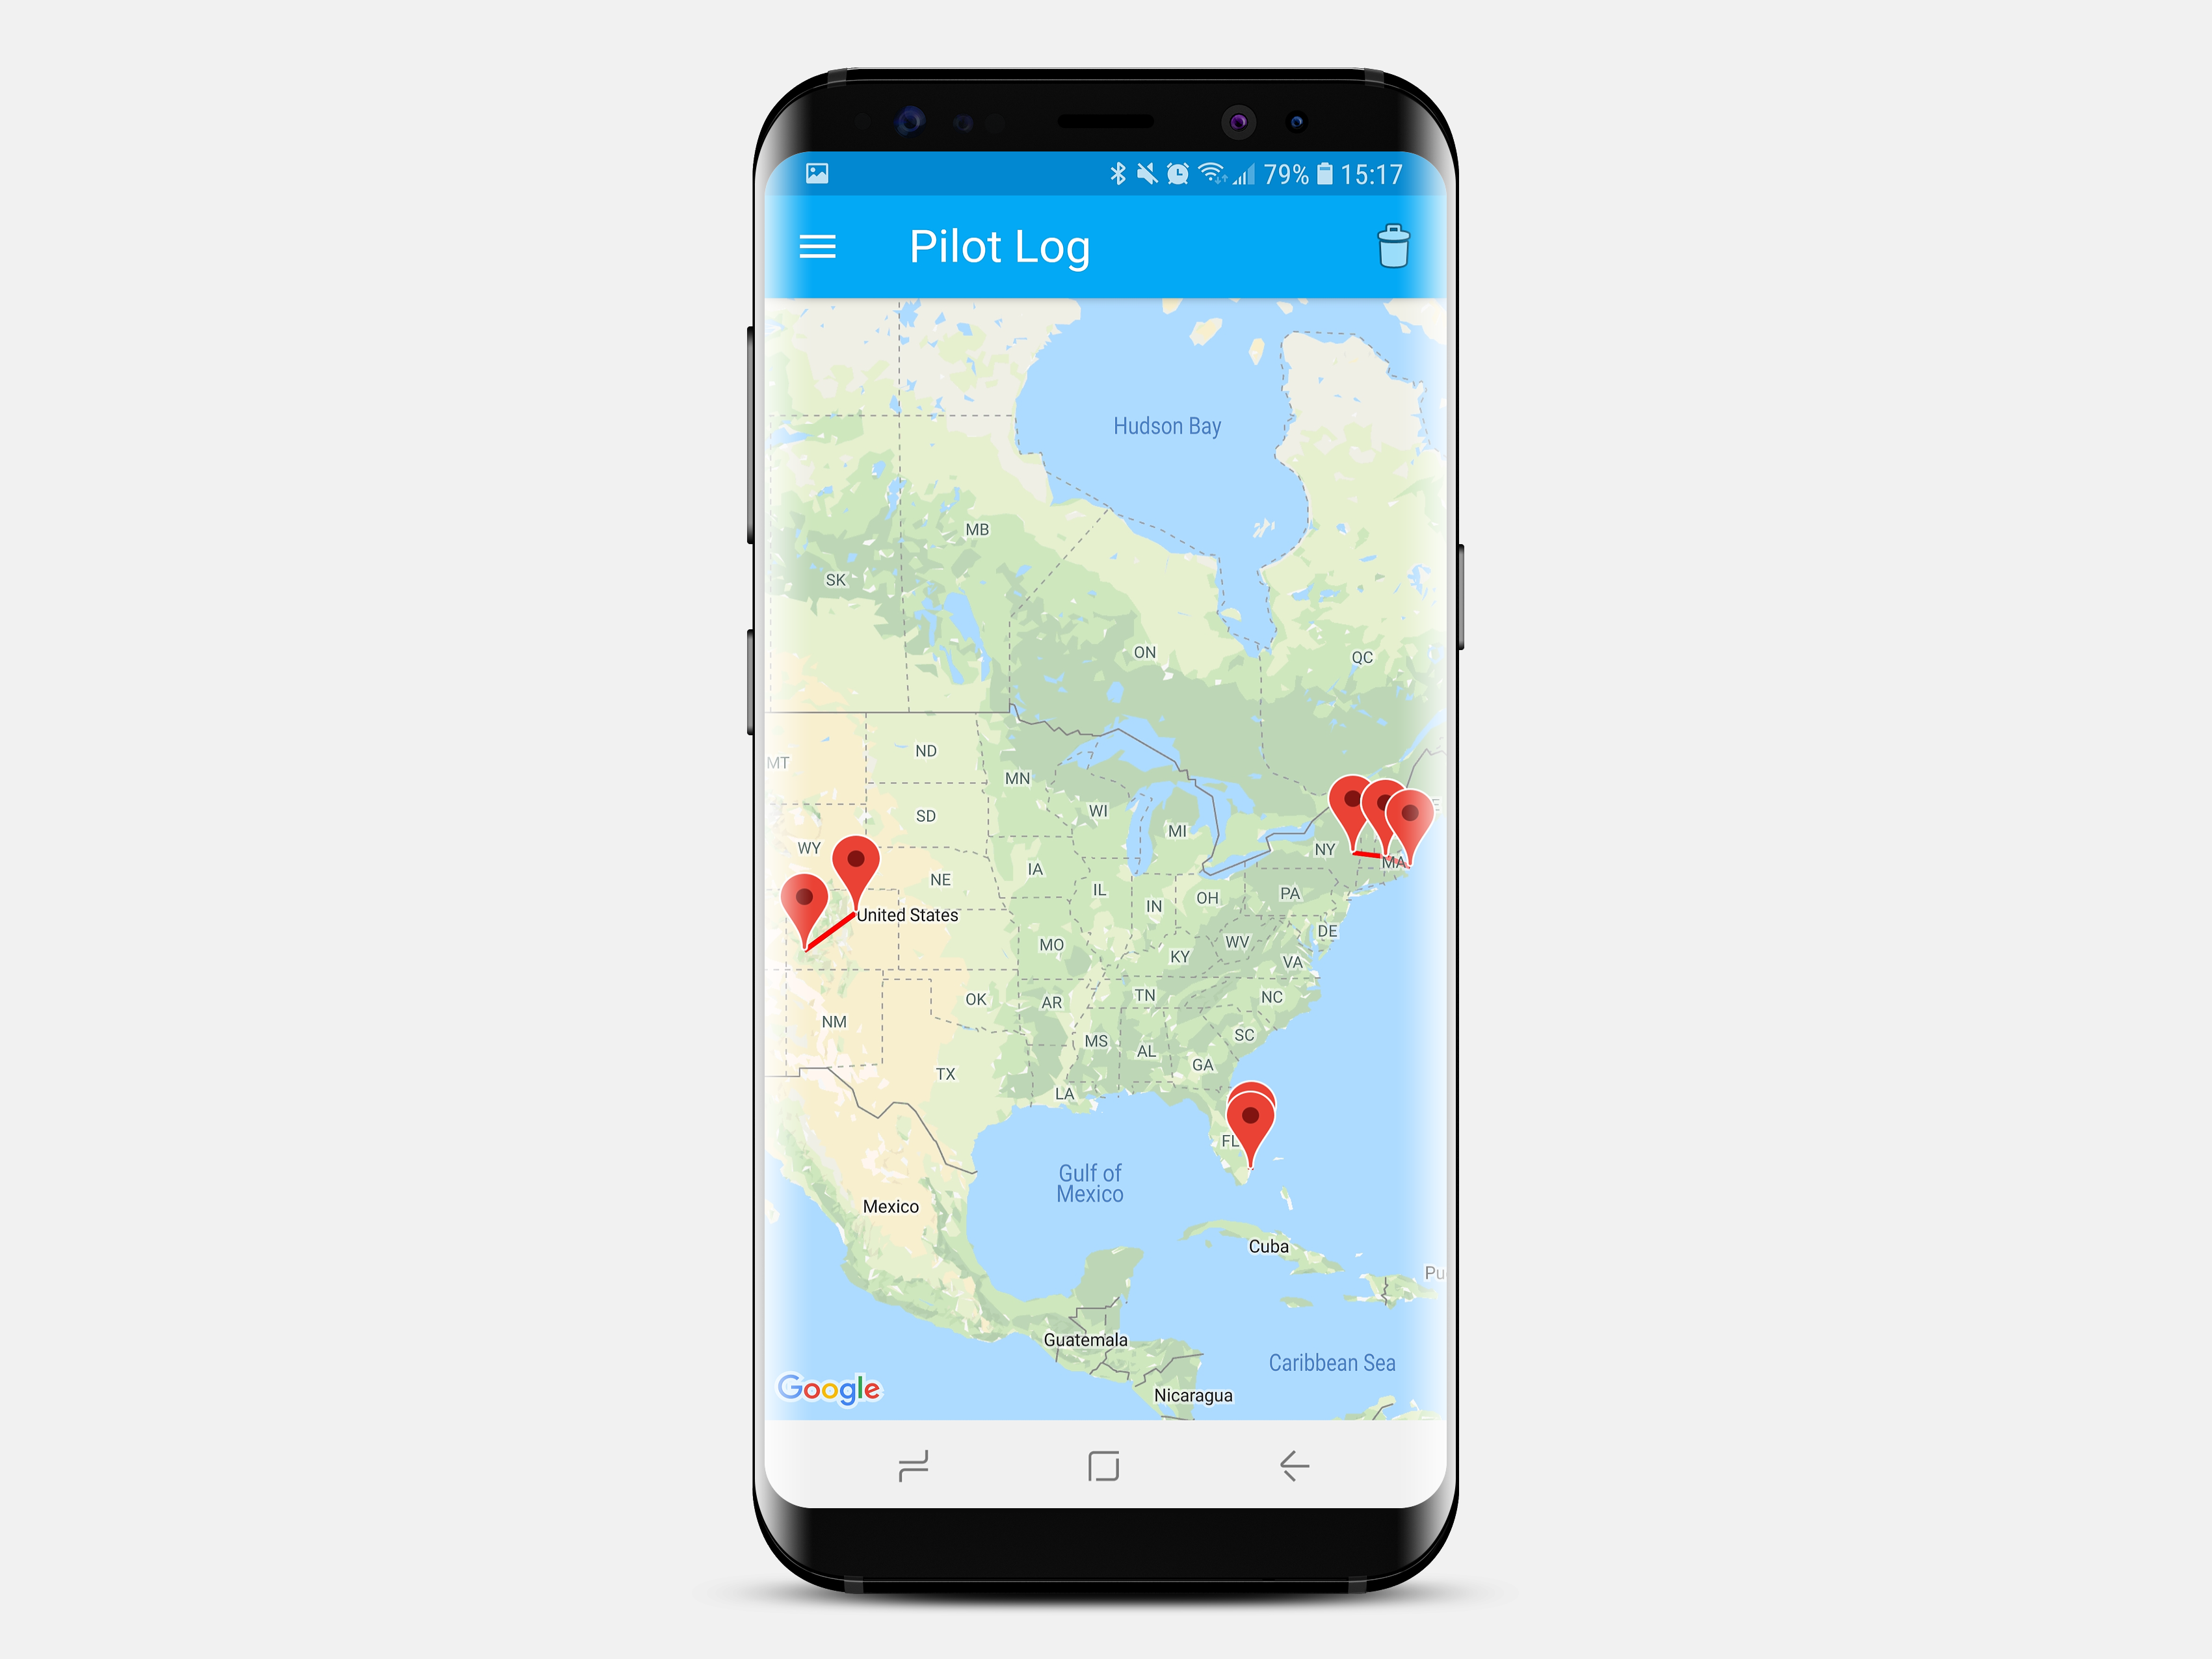 79% 15:17
Pilot Log
Hudson Bay
MB
SK
ON
QC
ND
MT
MN
SD
WI
MI
WY
NY
MA
IA
NE
IL
PA
OH
IN
United States
DE
WV
MO
KY
VA
OK
AR
TN
NC
NM
SC
MS
AL
GA
TX
LA
FL
Gulf of
Mexico
Mexico
Cuba
Pu
Guatemala
Caribbean Sea
Google
Nicaragua